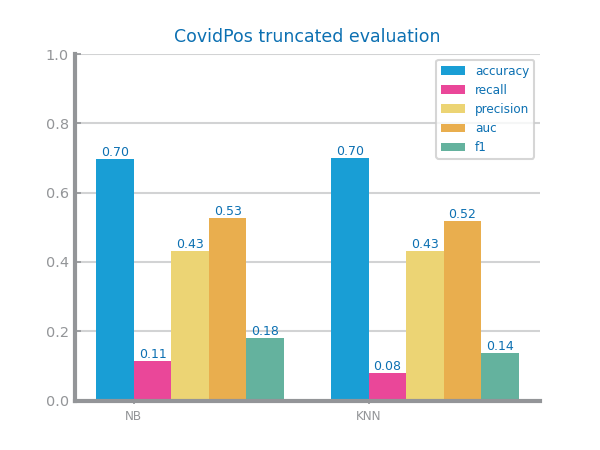 CovidPos truncated evaluation
1.0
0.8
0.6
0.4
0.2
0.0
accuracy
recall
precision
auc
f1
0.70
0.11
0.43
0.53
0.18
0.70
0.08
0.43
0.52
0.14
NB
KNN